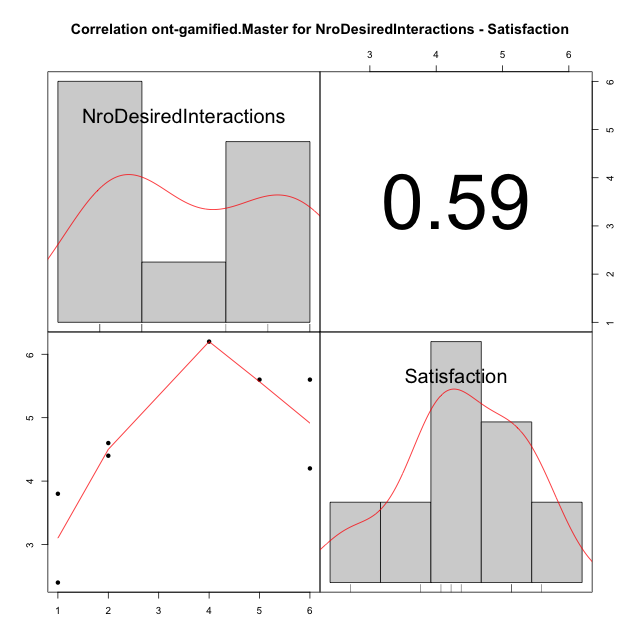 Correlation ont-gamified.Master for NroDesiredInteractions - Satisfaction
3 4 5 6
NroDesiredInteractions
0.59
6
5
4
3
2
1
6
5
4
3
Satisfaction
1 2 3 4 5 6